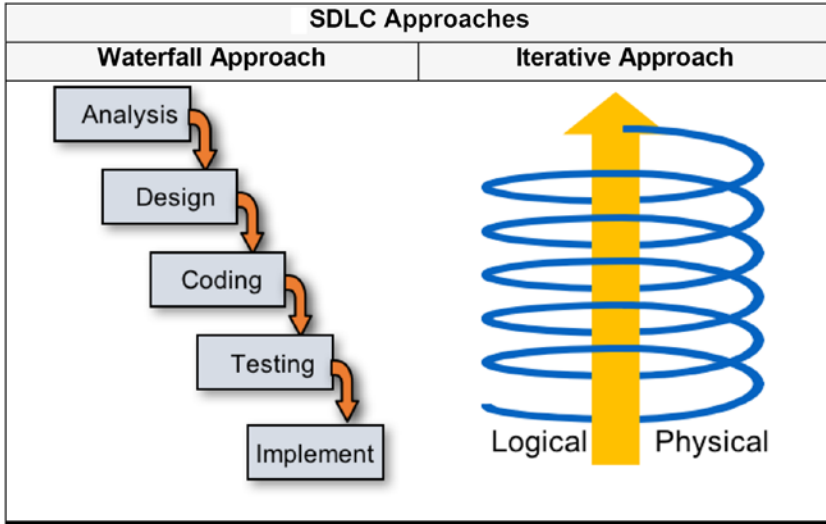 SDLC Approaches
Waterfall Approach
Iterative Approach
Analysis
Design
Coding
Testing
Implement
Logical
Physical